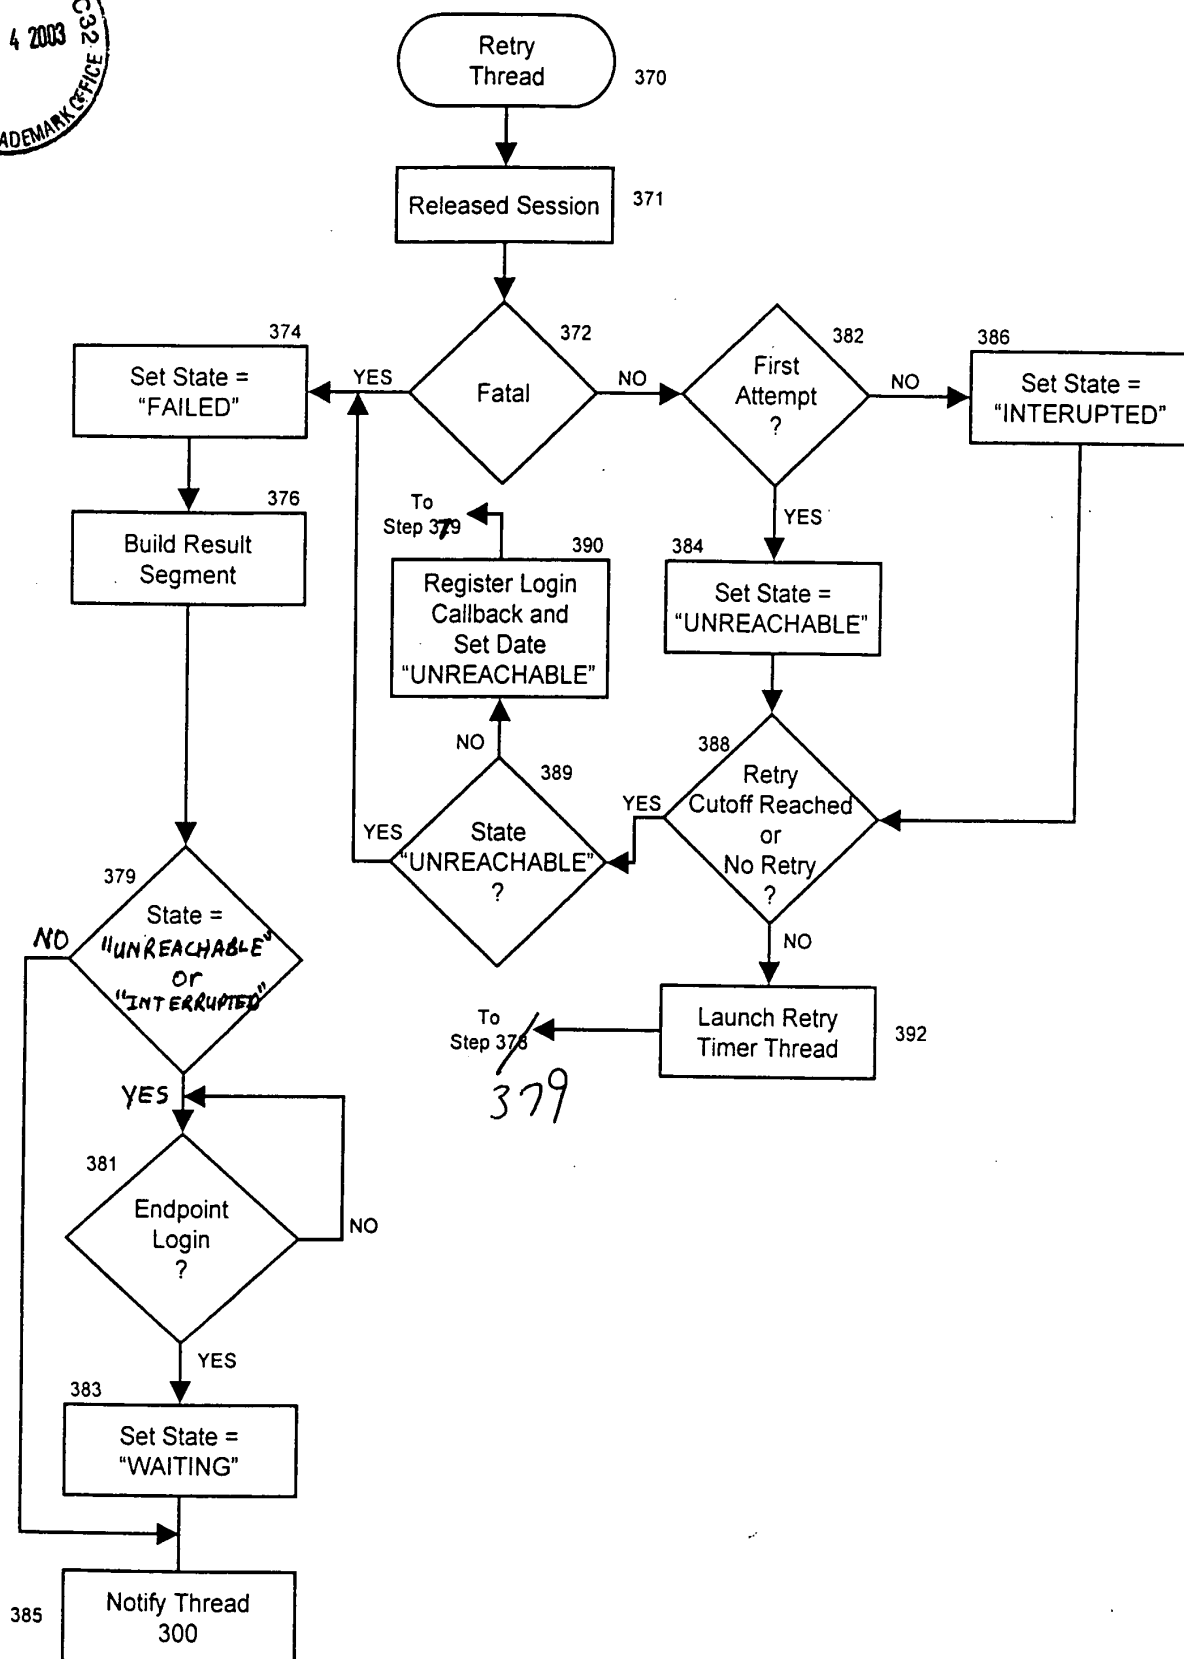 4 2003
C32
ADEMARK OFFICE
Retry
Thread
370
Released Session
371
374
372
382
386
Set State =
"FAILED"
YES
Fatal
NO
First
Attempt
?
NO
Set State =
"INTERUPTED"
376
Build Result
Segment
To
Step 379
YES
390
384
Register Login
Callback and
Set Date
"UNREACHABLE"
Set State =
"UNREACHABLE"
NO
389
388
Retry
Cutoff Reached
or
No Retry
?
YES
YES
State
"UNREACHABLE"
?
379
State =
"UNREACHABLE"
or
"INTERRUPTED"
NO
NO
To
Step 378
379
Launch Retry
Timer Thread
392
YES
381
Endpoint
Login
?
NO
YES
383
Set State =
"WAITING"
385
Notify Thread
300